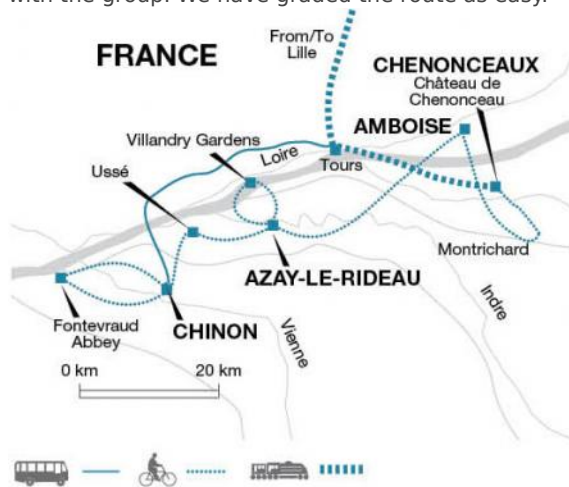 with the group. We have graded the route as easy.
FRANCE
From/To
Lille
CHENONCEAUX
Château de
Chenonceau
AMBOISE
Villandry Gardens
Loire
Tours
Ussé
Montrichard
AZAY-LE-RIDEAU
Indre
Fontevraud
Abbey
CHINON
Vienne
0 km
20 km